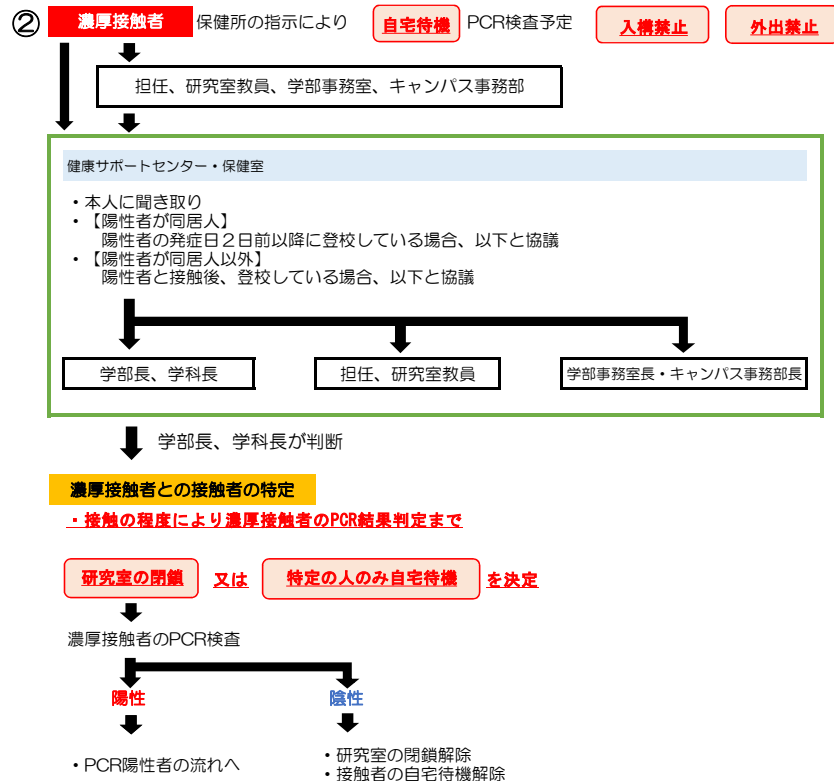 ② 濃厚接触者 保健所の指示により 自宅待機 PCR検査予定 入構禁止 外出禁止
担任、研究室教員、学部事務室、キャンパス事務部
健康サポートセンター・保健室
・本人に聞き取り
・【陽性者が同居人】
陽性者の発症日２日前以降に登校している場合、以下と協議
・【陽性者が同居人以外】
陽性者と接触後、登校している場合、以下と協議
学部長、学科長 担任、研究室教員 学部事務室長・キャンパス事務部長
学部長、学科長が判断
濃厚接触者との接触者の特定
・接触の程度により濃厚接触者のPCR結果判定まで
研究室の閉鎖 又は 特定の人のみ自宅待機 を決定
濃厚接触者のPCR検査
陽性 陰性
・PCR陽性者の流れへ
・研究室の閉鎖解除
・接触者の自宅待機解除